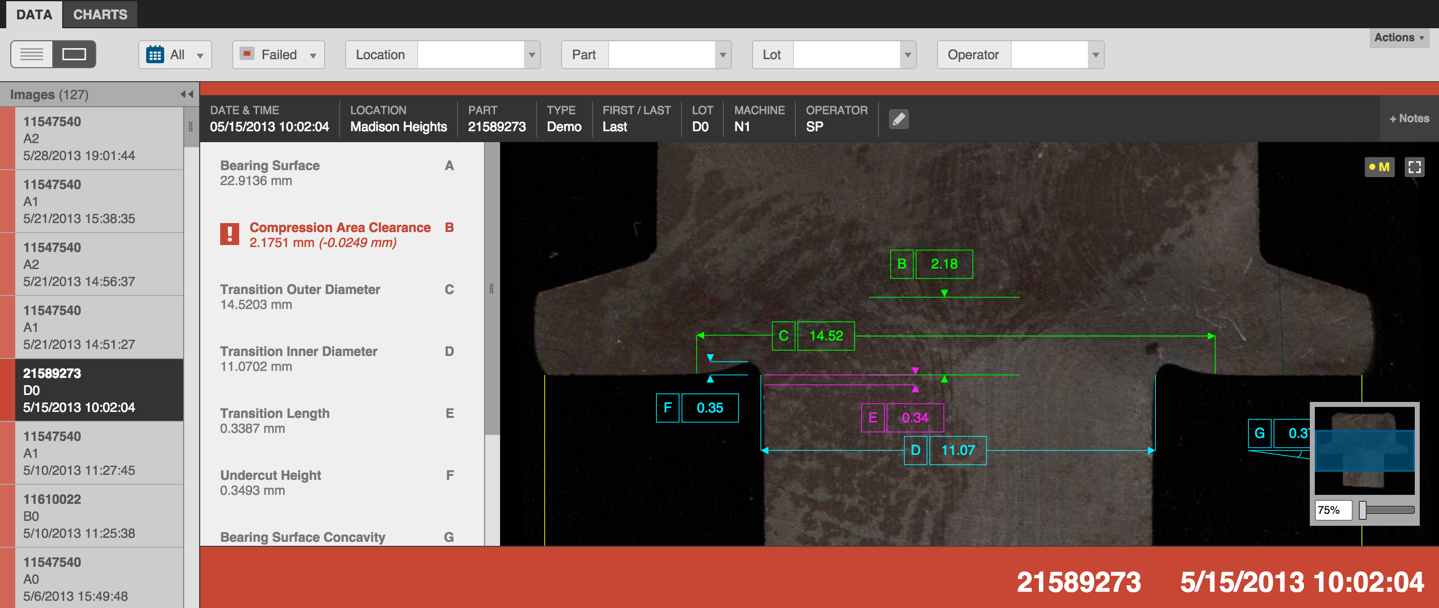 DATA CHARTS
Actions
All Failed Location Part Lot Operator
Images (127)
11547540
A2
5/28/2013 19:01:44
11547540
A1
5/21/2013 15:38:35
11547540
A2
5/21/2013 14:56:37
11547540
A1
5/21/2013 14:51:27
21589273
D0
5/15/2013 10:02:04
11547540
A1
5/10/2013 11:27:45
11610022
B0
5/10/2013 11:25:38
11547540
A0
5/6/2013 15:49:48
DATE & TIME LOCATION PART TYPE FIRST / LAST LOT MACHINE OPERATOR
05/15/2013 10:02:04 Madison Heights 21589273 Demo Last D0 N1 SP
+ Notes
Bearing Surface A
22.9136 mm
! Compression Area Clearance B
2.1751 mm (-0.0249 mm)
Transition Outer Diameter C
14.5203 mm
Transition Inner Diameter D
11.0702 mm
Transition Length E
0.3387 mm
Undercut Height F
0.3493 mm
Bearing Surface Concavity G
M
B 2.18
C 14.52
F 0.35
E 0.34
D 11.07
G
75%
21589273 5/15/2013 10:02:04